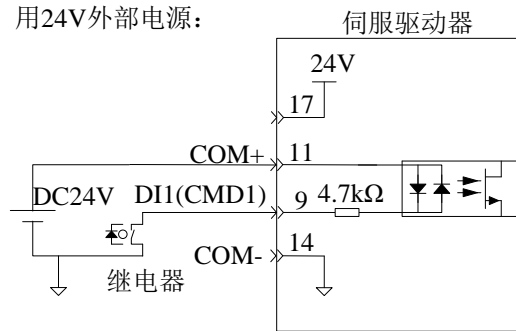 用24V外部电源：
伺服驱动器
24V
17
COM+
11
DC24V
DI1(CMD1)
9
4.7kΩ
COM-
14
继电器